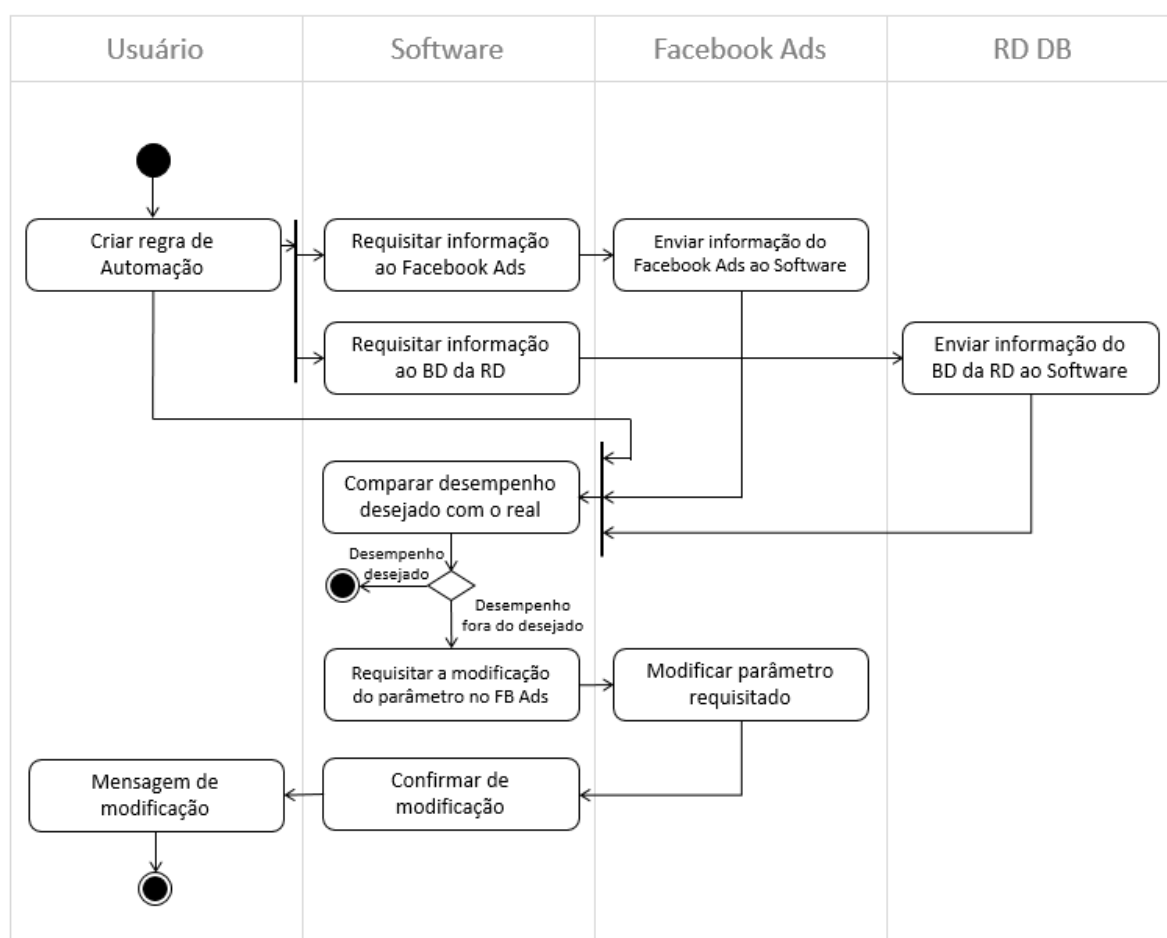 Usuário
Software
Facebook Ads
RD DB
Criar regra de
Automação
Requisitar informação
ao Facebook Ads
Enviar informação do
Facebook Ads ao Software
Requisitar informação
ao BD da RD
Enviar informação do
BD da RD ao Software
Comparar desempenho
desejado com o real
Desempenho
desejado
Desempenho
fora do desejado
Requisitar a modificação
do parâmetro no FB Ads
Modificar parâmetro
requisitado
Mensagem de
modificação
Confirmar de
modificação